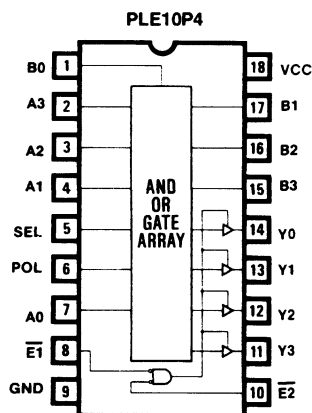 PLE10P4
B0 1 18 VCC
A3 2 17 B1
A2 3 16 B2
A1 4 15 B3
AND
OR
GATE
ARRAY
SEL 5 14 Y0
POL 6 13 Y1
A0 7 12 Y2
E1 8 11 Y3
GND 9 10 E2